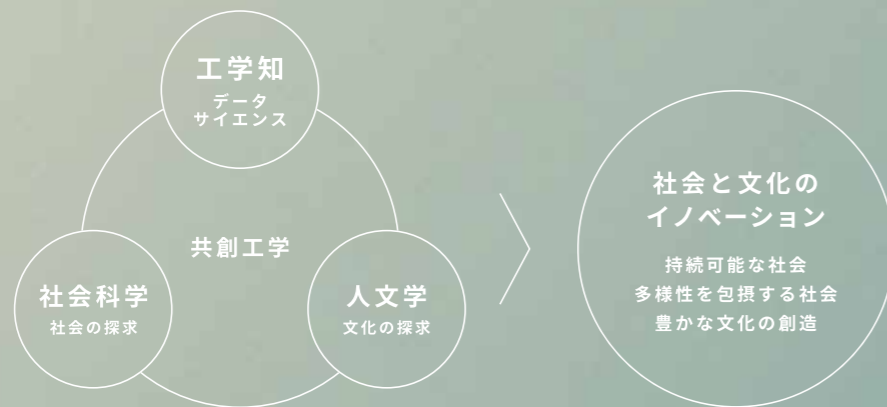 工学知
データ
サイエンス
共創工学
社会科学
社会の探求
人文学
文化の探求
社会と文化の
イノベーション
持続可能な社会
多様性を包摂する社会
豊かな文化の創造